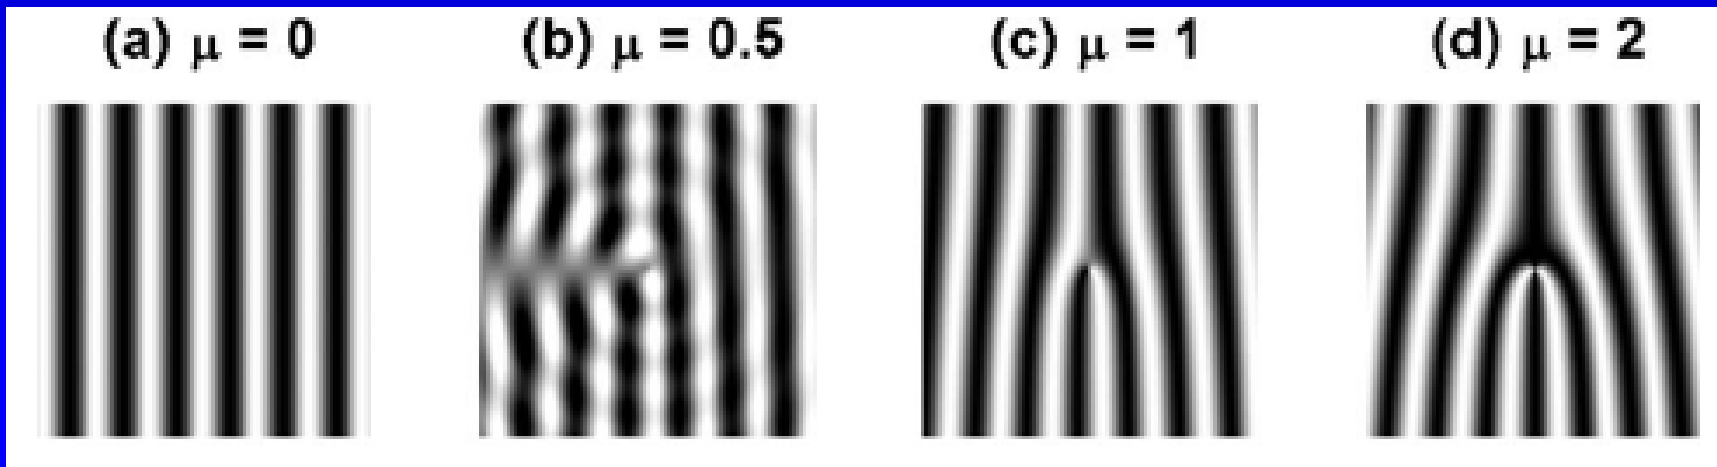 (a) μ = 0 (b) μ = 0.5 (c) μ = 1 (d) μ = 2